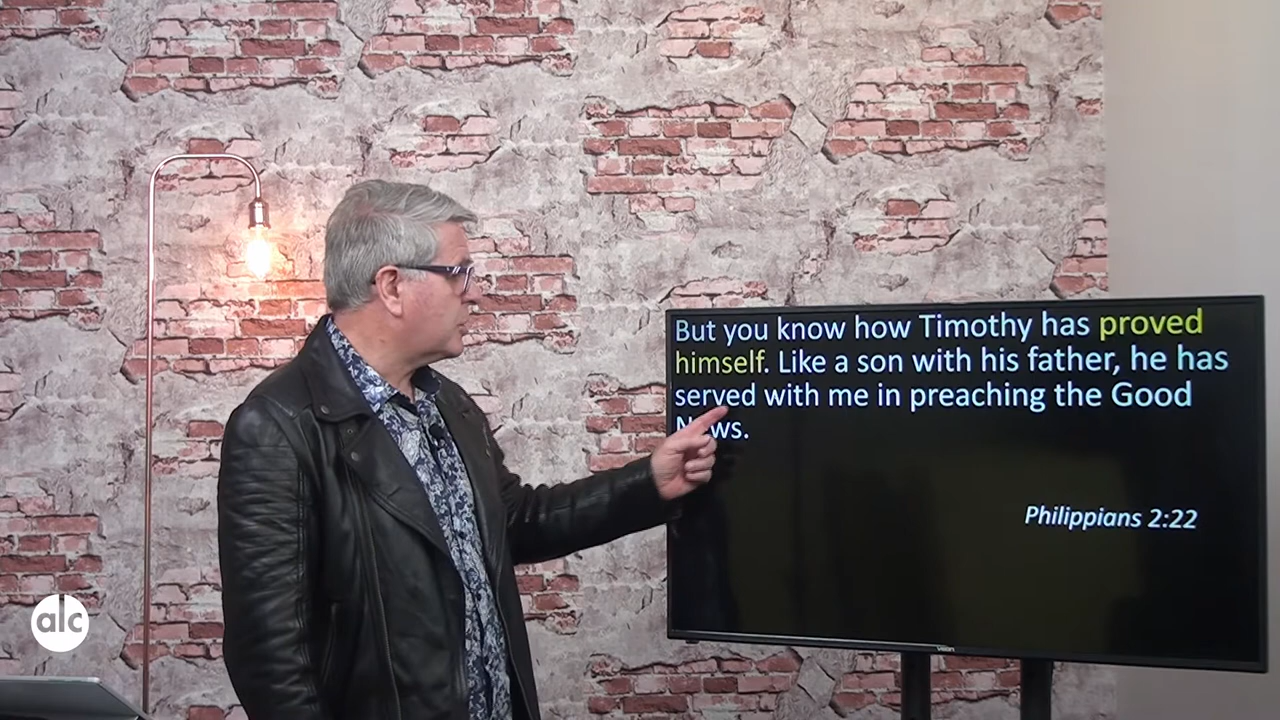 But you know how Timothy has proved
himself. Like a son with his father, he has
served with me in preaching the Good
News.
Philippians 2:22
alc